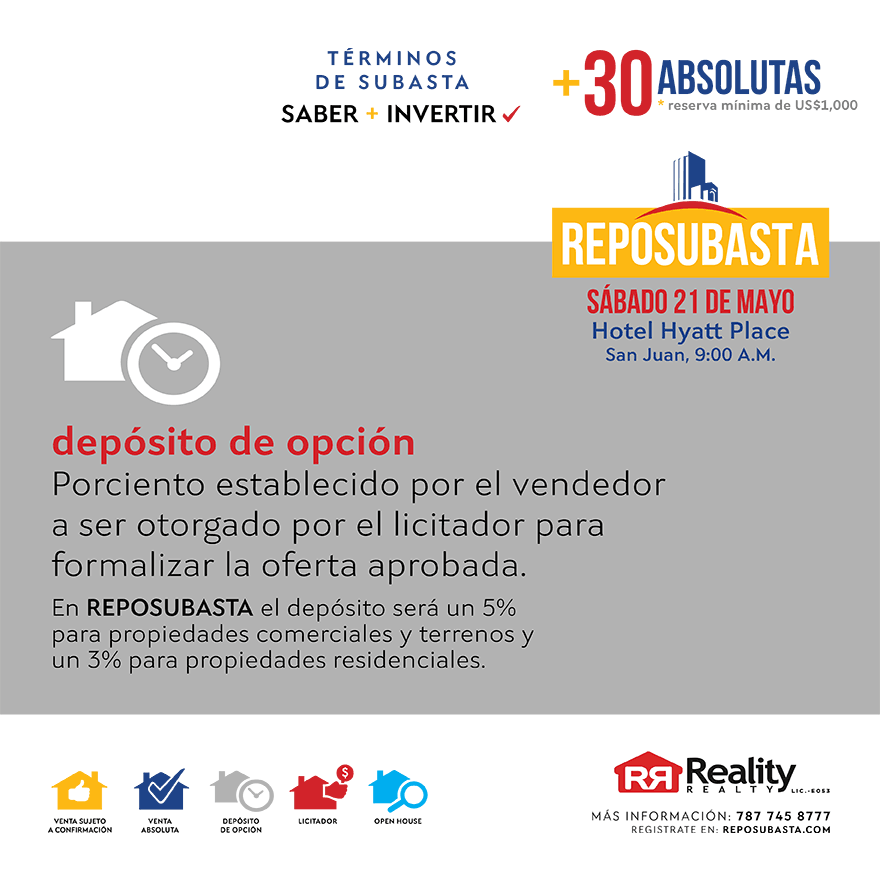 TÉRMINOS
DE SUBASTA
SABER + INVERTIR
+30 ABSOLUTAS
* reserva mínima de US$1,000
REPOSUBASTA
SÁBADO 21 DE MAYO
Hotel Hyatt Place
San Juan, 9:00 A.M.
depósito de opción
Porciento establecido por el vendedor
a ser otorgado por el licitador para
formalizar la oferta aprobada.
En REPOSUBASTA el depósito será un 5%
para propiedades comerciales y terrenos y
un 3% para propiedades residenciales.
VENTA SUJETO
A CONFIRMACIÓN
VENTA
ABSOLUTA
DEPÓSITO
DE OPCIÓN
$
LICITADOR
OPEN HOUSE
RR Reality
REALTY LIC.-E053
MÁS INFORMACIÓN: 787 745 8777
REGISTRATE EN: REPOSUBASTA.COM